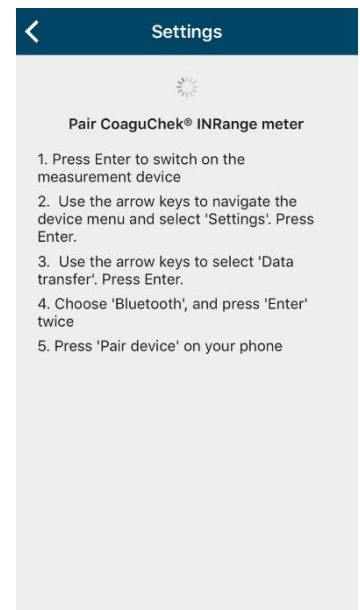 Settings
Pair CoaguChek® INRange meter
1. Press Enter to switch on the
measurement device
2. Use the arrow keys to navigate the
device menu and select 'Settings'. Press
Enter.
3. Use the arrow keys to select 'Data
transfer'. Press Enter.
4. Choose 'Bluetooth', and press 'Enter'
twice
5. Press 'Pair device' on your phone